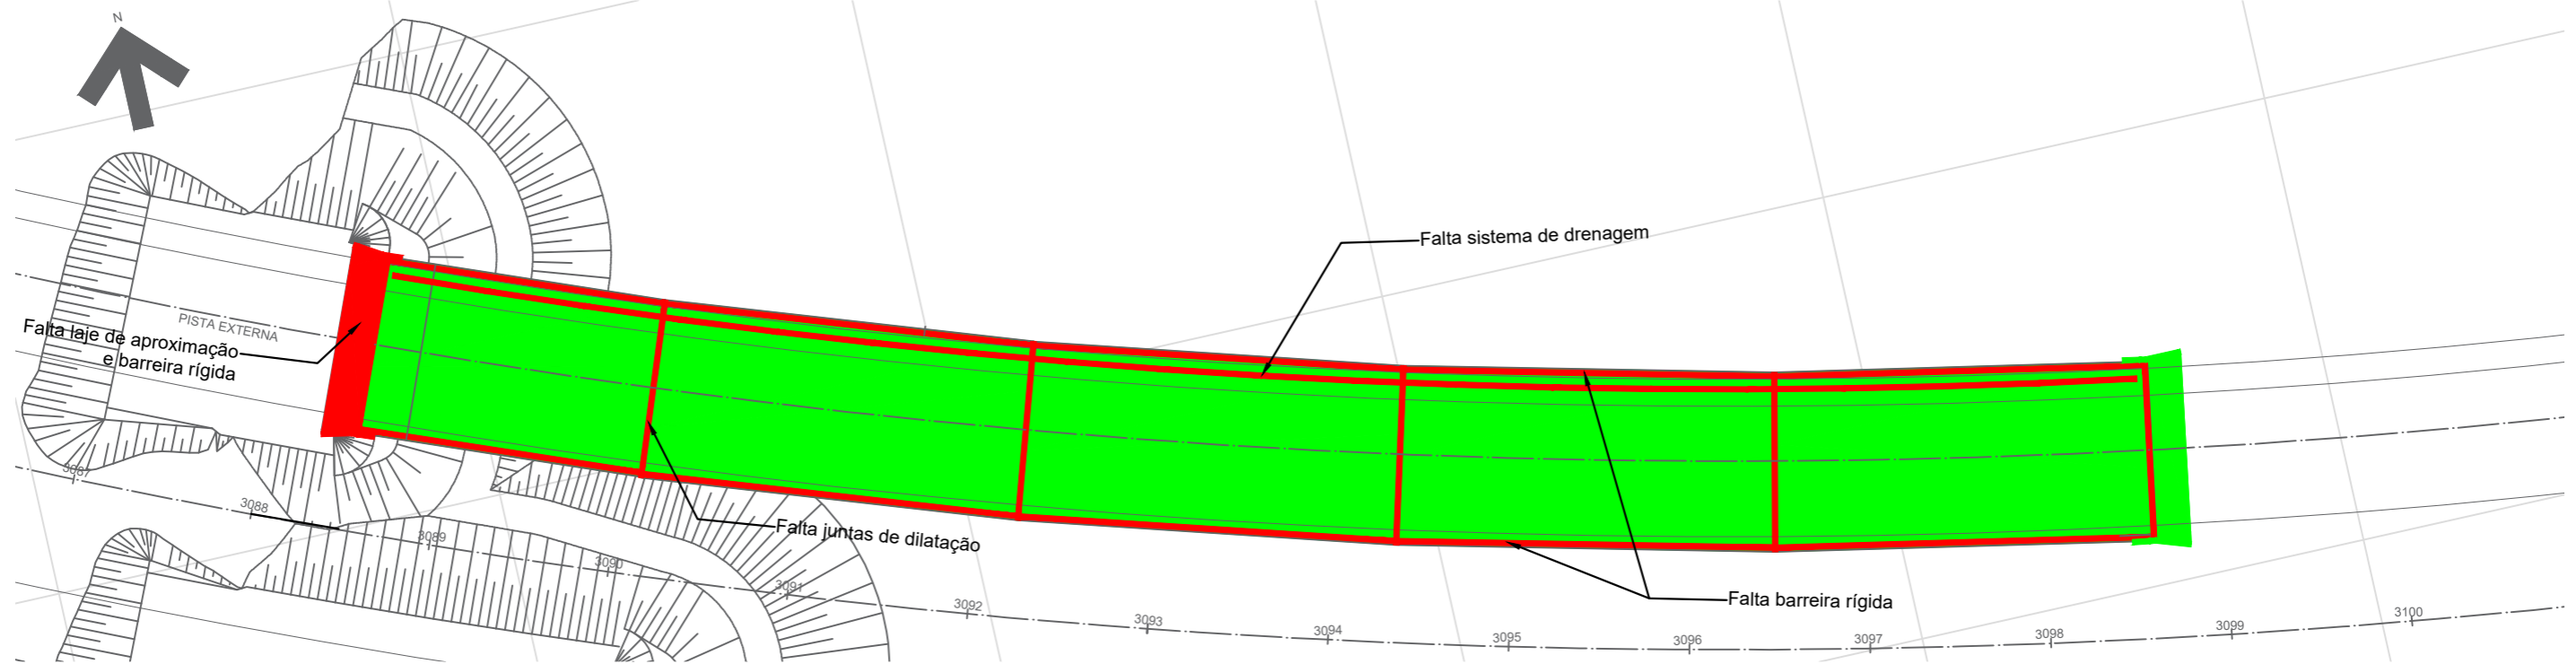 N
Falta sistema de drenagem
PISTA EXTERNA
Falta laje de aproximação
e barreira rígida
3087
3088
3089
3090
3091
3092
3093
3094
3095
3096
3097
3098
3099
3100
Falta juntas de dilatação
Falta barreira rígida